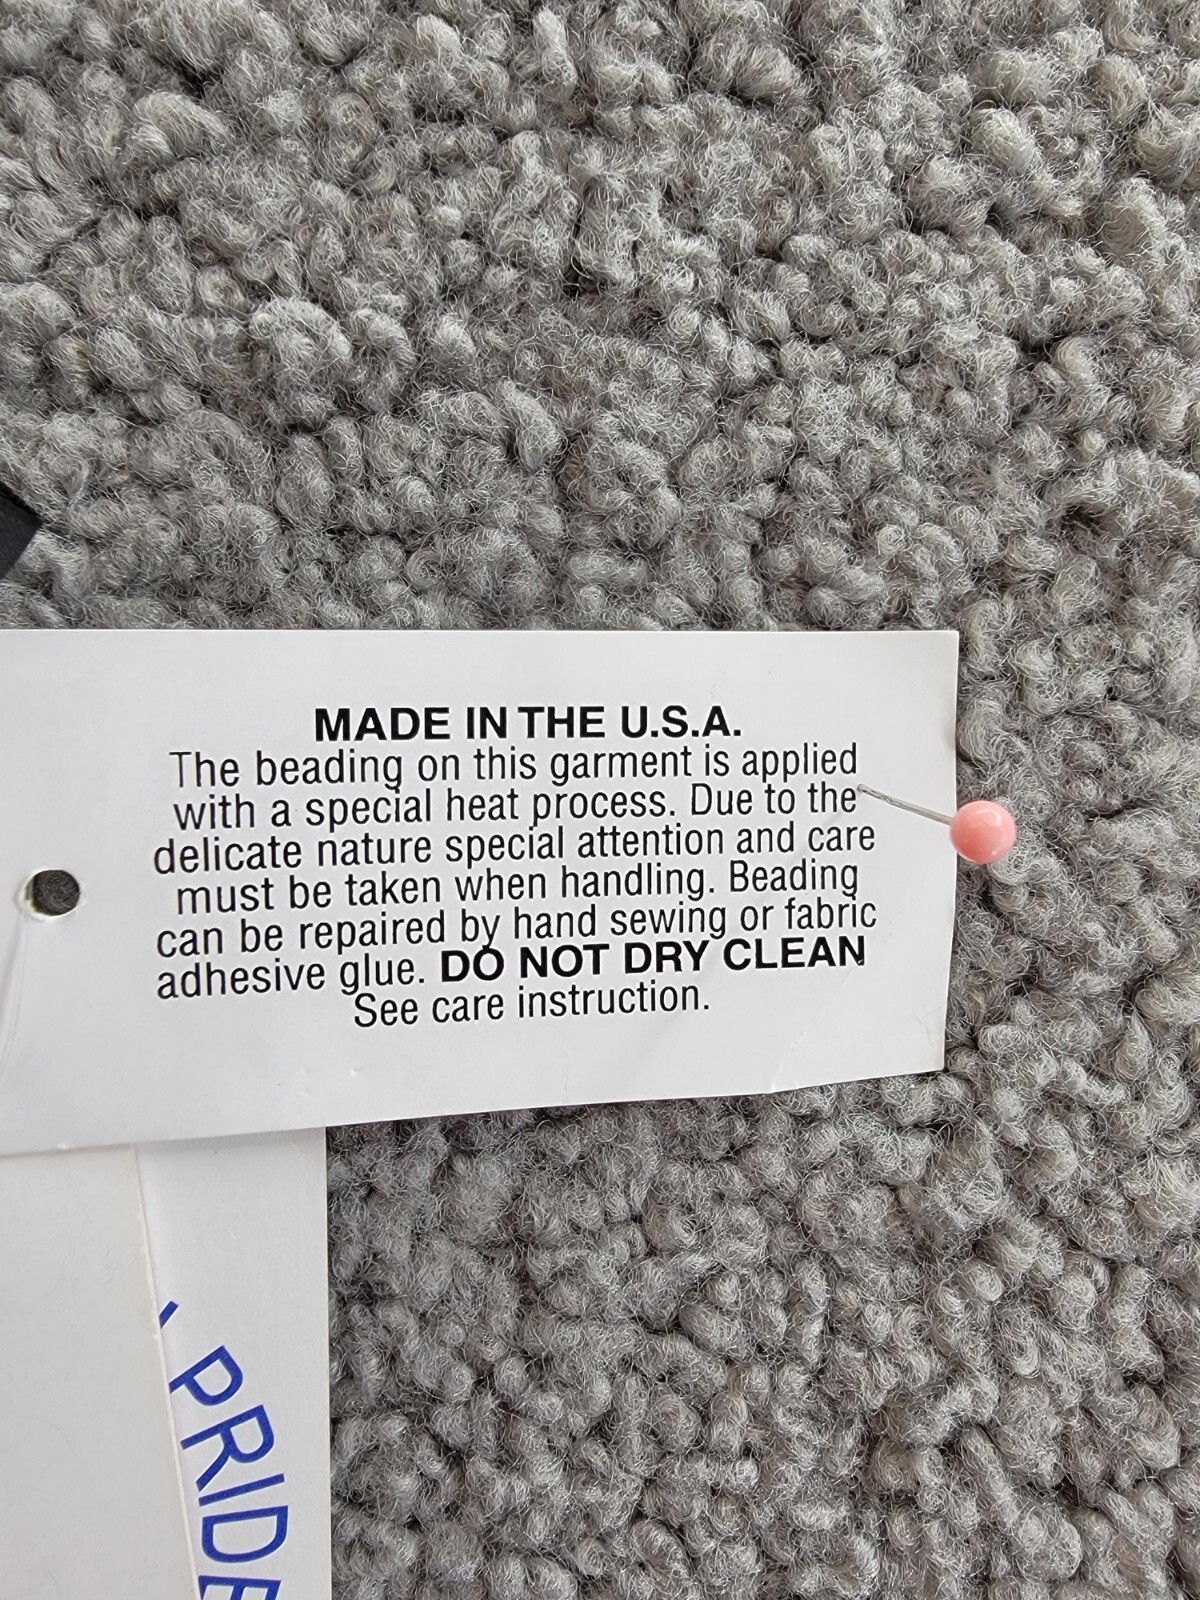 MADE IN THE U.S.A.
The beading on this garment is applied
with a special heat process. Due to the
delicate nature special attention and care
must be taken when handling. Beading
can be repaired by hand sewing or fabric
adhesive glue. DO NOT DRY CLEAN
See care instruction.
PRIDE